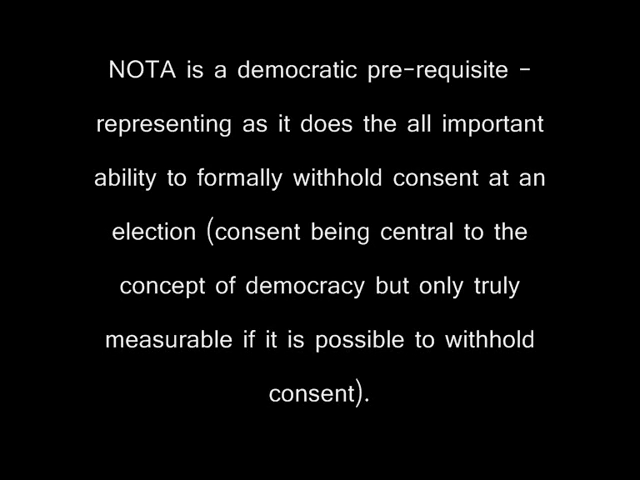 NOTA is a democratic pre-requisite -
representing as it does the all important
ability to formally withhold consent at an
election (consent being central to the
concept of democracy but only truly
measurable if it is possible to withhold
consent).